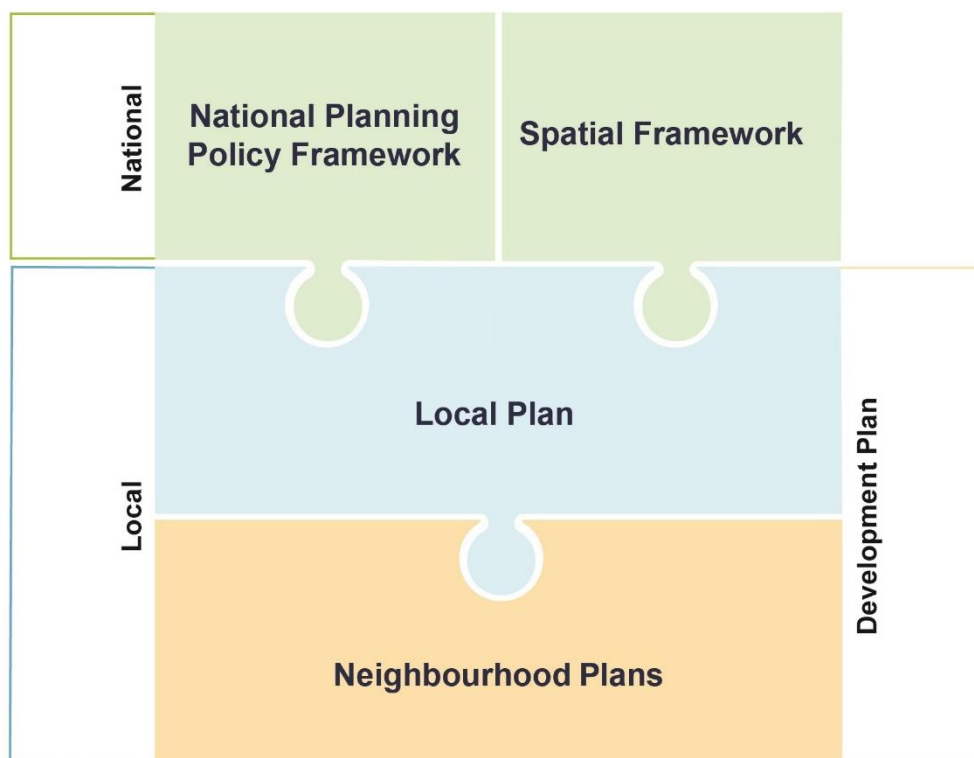 National
National Planning
Policy Framework
Spatial Framework
Local
Local Plan
Development Plan
Neighbourhood Plans